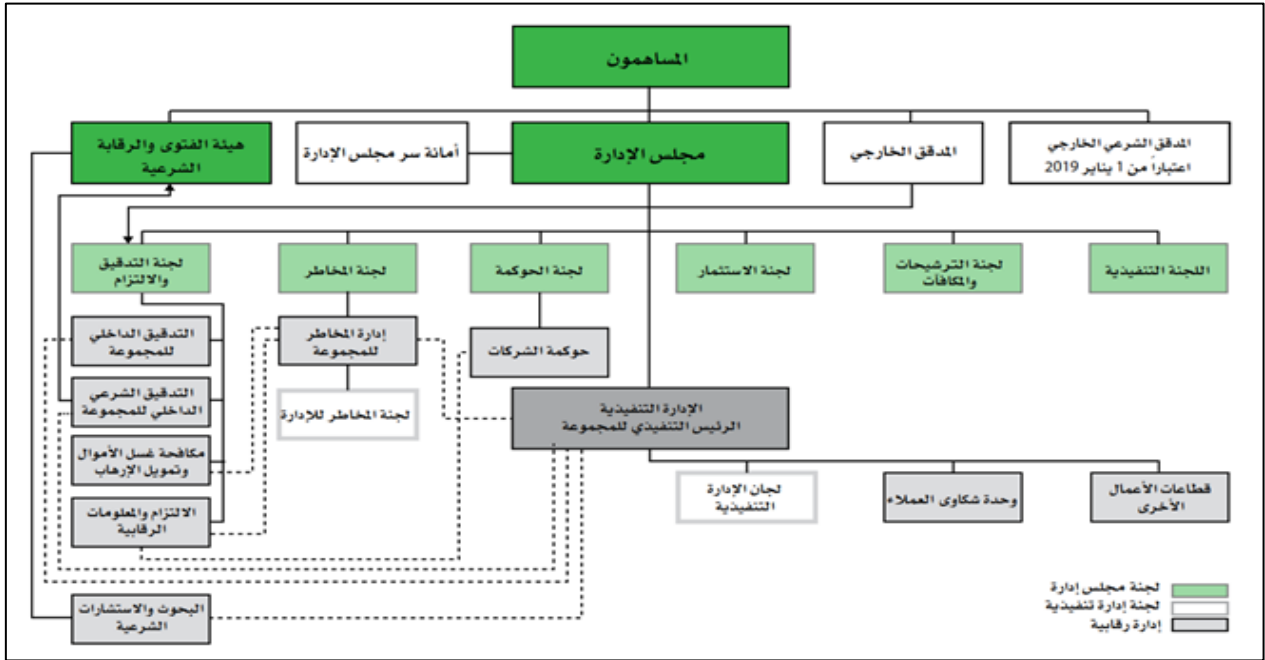 المساهمون
المدقق الشرعي الخارجي
اعتباراً من 1 يناير 2019
المدقق الخارجي
مجلس الإدارة
أمانة سر مجلس الإدارة
هيئة الفتوى والرقابة
الشرعية
اللجنة التنفيذية
لجنة الترشيحات
والمكافآت
لجنة الاستثمار
لجنة الحوكمة
لجنة المخاطر
لجنة التدقيق
والالتزام
حوكمة الشركات
إدارة المخاطر
للمجموعة
التدقيق الداخلي
للمجموعة
لجنة المخاطر للإدارة
التدقيق الشرعي
الداخلي للمجموعة
الإدارة التنفيذية
الرئيس التنفيذي للمجموعة
مكافحة غسل الأموال
وتمويل الإرهاب
قطاعات الأعمال
الأخرى
وحدة شكاوى العملاء
لجان الإدارة
التنفيذية
الالتزام والمعلومات
الرقابية
البحوث والاستشارات
الشرعية
لجنة مجلس إدارة
لجنة إدارة تنفيذية
إدارة رقابية